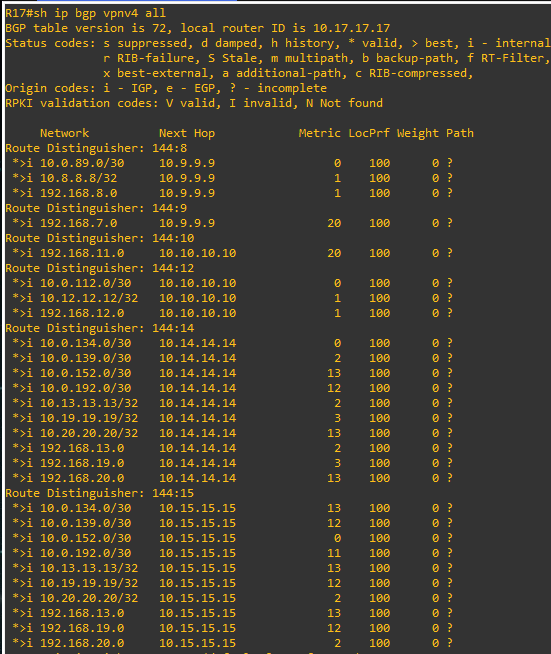 R17#sh ip bgp vpnv4 all
BGP table version is 72, local router ID is 10.17.17.17
Status codes: s suppressed, d damped, h history, * valid, > best, i - internal
r RIB-failure, S Stale, m multipath, b backup-path, f RT-Filter,
x best-external, a additional-path, c RIB-compressed,
Origin codes: i - IGP, e - EGP, ? - incomplete
RPKI validation codes: V valid, I invalid, N Not found
Network Next Hop Metric LocPrf Weight Path
Route Distinguisher: 144:8
*>i 10.0.89.0/30 10.9.9.9 0 100 0 ?
*>i 10.8.8.8/32 10.9.9.9 1 100 0 ?
*>i 192.168.8.0 10.9.9.9 1 100 0 ?
Route Distinguisher: 144:9
*>i 192.168.7.0 10.9.9.9 20 100 0 ?
Route Distinguisher: 144:10
*>i 192.168.11.0 10.10.10.10 20 100 0 ?
Route Distinguisher: 144:12
*>i 10.0.112.0/30 10.10.10.10 0 100 0 ?
*>i 10.12.12.12/32 10.10.10.10 1 100 0 ?
*>i 192.168.12.0 10.10.10.10 1 100 0 ?
Route Distinguisher: 144:14
*>i 10.0.134.0/30 10.14.14.14 0 100 0 ?
*>i 10.0.139.0/30 10.14.14.14 2 100 0 ?
*>i 10.0.152.0/30 10.14.14.14 13 100 0 ?
*>i 10.0.192.0/30 10.14.14.14 12 100 0 ?
*>i 10.13.13.13/32 10.14.14.14 2 100 0 ?
*>i 10.19.19.19/32 10.14.14.14 3 100 0 ?
*>i 10.20.20.20/32 10.14.14.14 13 100 0 ?
*>i 192.168.13.0 10.14.14.14 2 100 0 ?
*>i 192.168.19.0 10.14.14.14 3 100 0 ?
*>i 192.168.20.0 10.14.14.14 13 100 0 ?
Route Distinguisher: 144:15
*>i 10.0.134.0/30 10.15.15.15 13 100 0 ?
*>i 10.0.139.0/30 10.15.15.15 12 100 0 ?
*>i 10.0.152.0/30 10.15.15.15 0 100 0 ?
*>i 10.0.192.0/30 10.15.15.15 11 100 0 ?
*>i 10.13.13.13/32 10.15.15.15 13 100 0 ?
*>i 10.19.19.19/32 10.15.15.15 12 100 0 ?
*>i 10.20.20.20/32 10.15.15.15 2 100 0 ?
*>i 192.168.13.0 10.15.15.15 13 100 0 ?
*>i 192.168.19.0 10.15.15.15 12 100 0 ?
*>i 192.168.20.0 10.15.15.15 2 100 0 ?